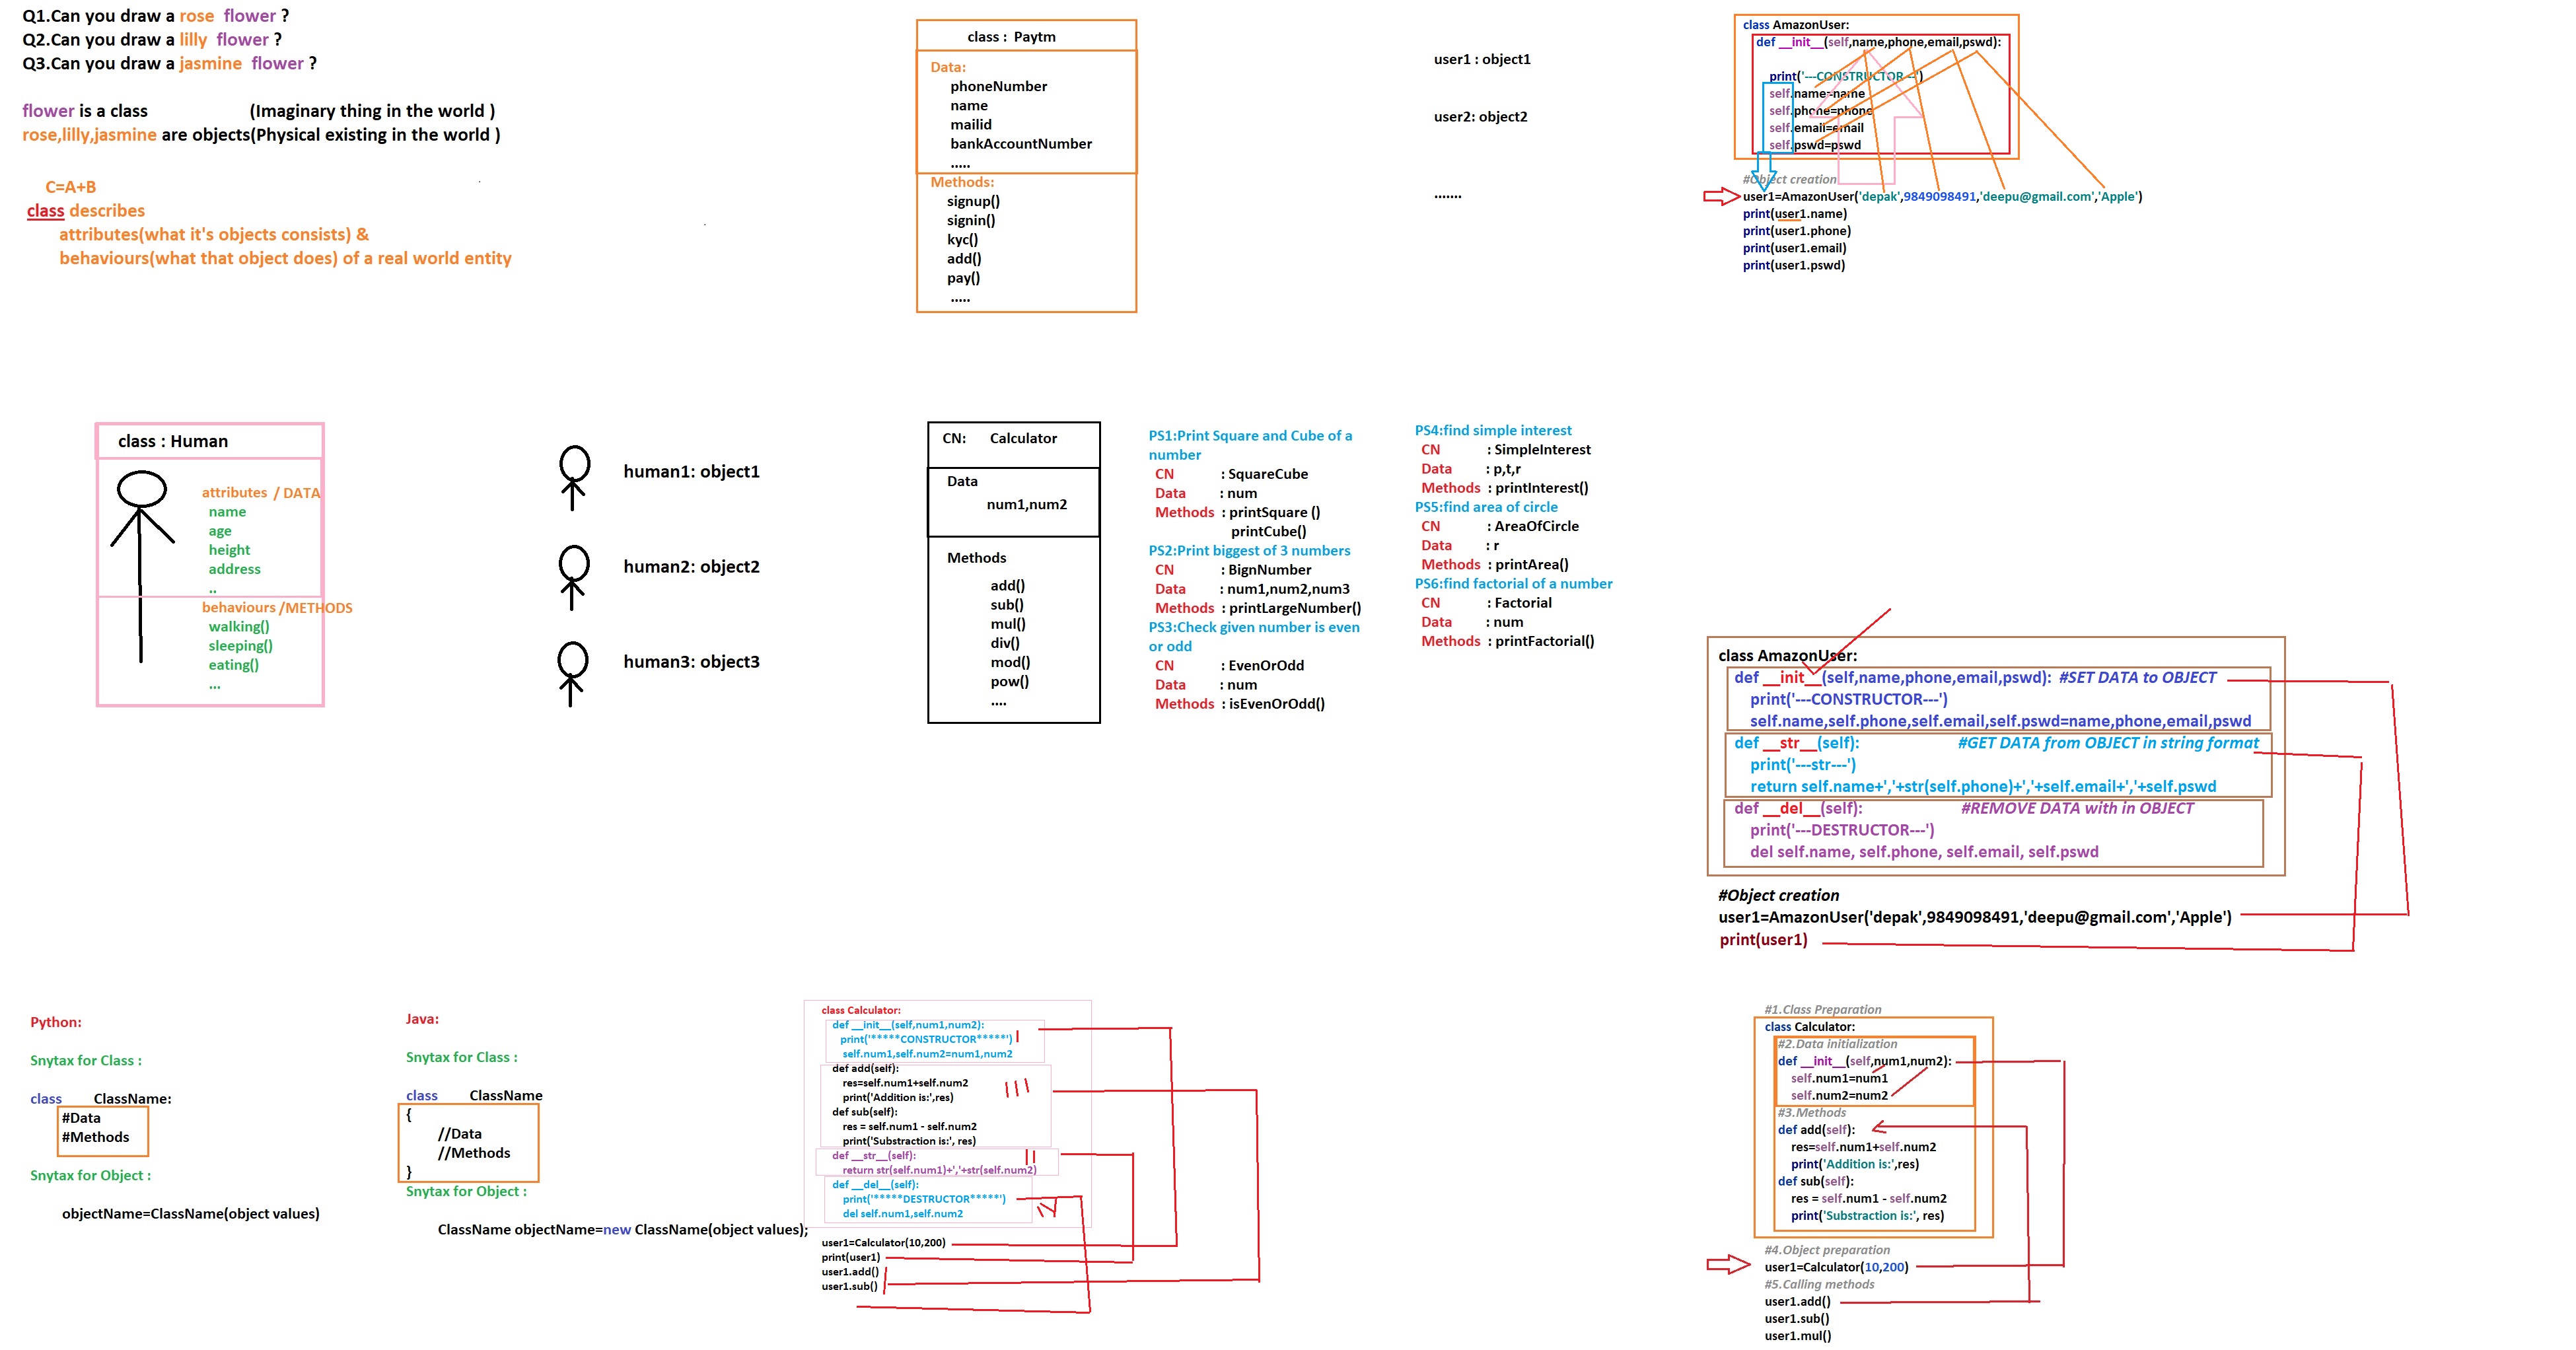 Q1.Can you draw a rose flower ?
Q2.Can you draw a lilly flower ?
Q3.Can you draw a jasmine flower ?
flower is a class (Imaginary thing in the world )
rose,lilly,jasmine are objects(Physical existing in the world )
C=A+B
class describes
attributes(what it's objects consists) &
behaviours(what that object does) of a real world entity
class : Paytm
Data:
phoneNumber
name
mailid
bankAccountNumber
.....
Methods:
signup()
signin()
kyc()
add()
pay()
.....
user1 : object1
user2: object2
.......
class AmazonUser:
def __init__(self,name,phone,email,pswd):
print('---CONSTRUCTOR---')
self.name=name
self.phone=phone
self.email=email
self.pswd=pswd
#Object creation
user1=AmazonUser('depak',9849098491,'deepu@gmail.com','Apple')
print(user1.name)
print(user1.phone)
print(user1.email)
print(user1.pswd)
class : Human
attributes / DATA
name
age
height
address
..
behaviours /METHODS
walking()
sleeping()
eating()
...
human1: object1
human2: object2
human3: object3
CN: Calculator
Data
num1,num2
Methods
add()
sub()
mul()
div()
mod()
pow()
....
PS1:Print Square and Cube of a
number
CN : SquareCube
Data : num
Methods : printSquare ()
printCube()
PS2:Print biggest of 3 numbers
CN : BignNumber
Data : num1,num2,num3
Methods : printLargeNumber()
PS3:Check given number is even
or odd
CN : EvenOrOdd
Data : num
Methods : isEvenOrOdd()
PS4:find simple interest
CN : SimpleInterest
Data : p,t,r
Methods : printInterest()
PS5:find area of circle
CN : AreaOfCircle
Data : r
Methods : printArea()
PS6:find factorial of a number
CN : Factorial
Data : num
Methods : printFactorial()
class AmazonUser:
def __init__(self,name,phone,email,pswd): #SET DATA to OBJECT
print('---CONSTRUCTOR---')
self.name,self.phone,self.email,self.pswd=name,phone,email,pswd
def __str__(self): #GET DATA from OBJECT in string format
print('---str---')
return self.name+','+str(self.phone)+','+self.email+','+self.pswd
def __del__(self): #REMOVE DATA with in OBJECT
print('---DESTRUCTOR---')
del self.name, self.phone, self.email, self.pswd
#Object creation
user1=AmazonUser('depak',9849098491,'deepu@gmail.com','Apple')
print(user1)
Python:
Snytax for Class :
class ClassName:
#Data
#Methods
Snytax for Object :
objectName=ClassName(object values)
Java:
Snytax for Class :
class ClassName
{
//Data
//Methods
}
Snytax for Object :
ClassName objectName=new ClassName(object values);
class Calculator:
def __init__(self,num1,num2):
print('*****CONSTRUCTOR*****') I
self.num1,self.num2=num1,num2
def add(self):
res=self.num1+self.num2
print('Addition is:',res) III
def sub(self):
res = self.num1 - self.num2
print('Substraction is:', res)
def __str__(self): II
return str(self.num1)+','+str(self.num2)
def __del__(self):
print('*****DESTRUCTOR*****') IV
del self.num1,self.num2
user1=Calculator(10,200)
print(user1)
user1.add()
user1.sub()
#1.Class Preparation
class Calculator:
#2.Data initialization
def __init__(self,num1,num2):
self.num1=num1
self.num2=num2
#3.Methods
def add(self):
res=self.num1+self.num2
print('Addition is:',res)
def sub(self):
res = self.num1 - self.num2
print('Substraction is:', res)
#4.Object preparation
user1=Calculator(10,200)
#5.Calling methods
user1.add()
user1.sub()
user1.mul()